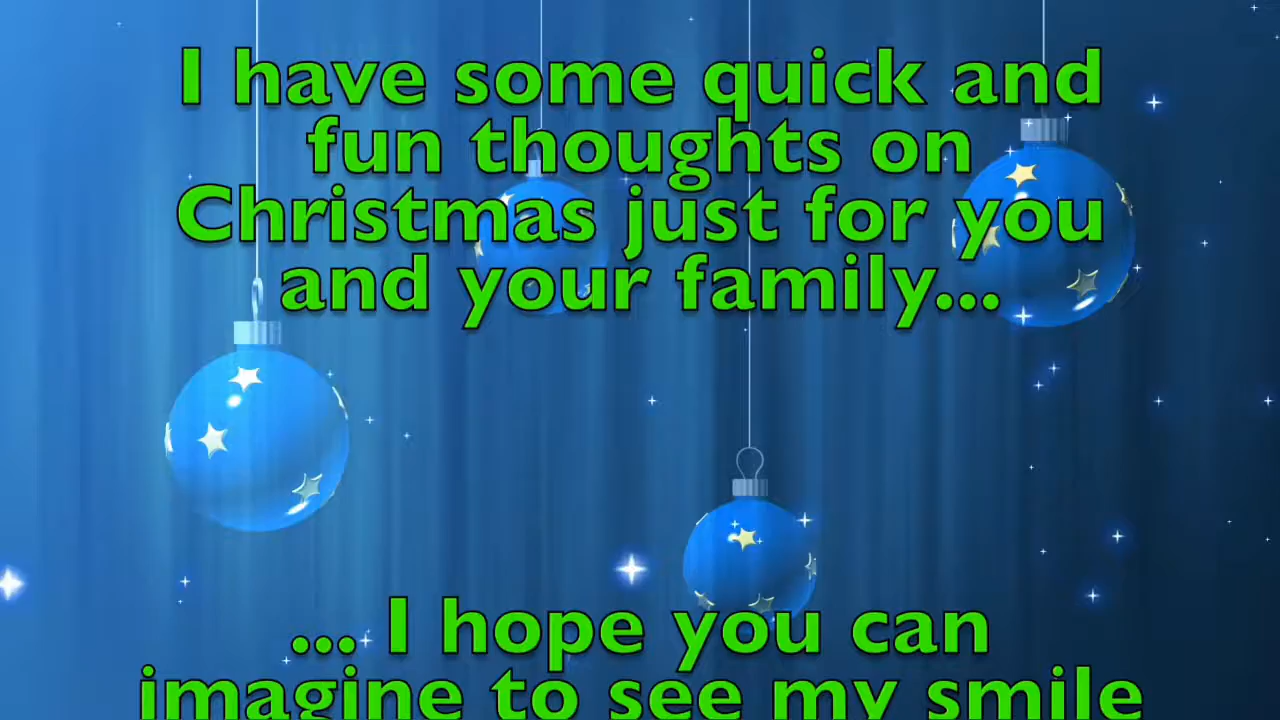 I have some quick and
fun thoughts on
Christmas just for you
and your family...
... I hope you can
imagine to see my smile